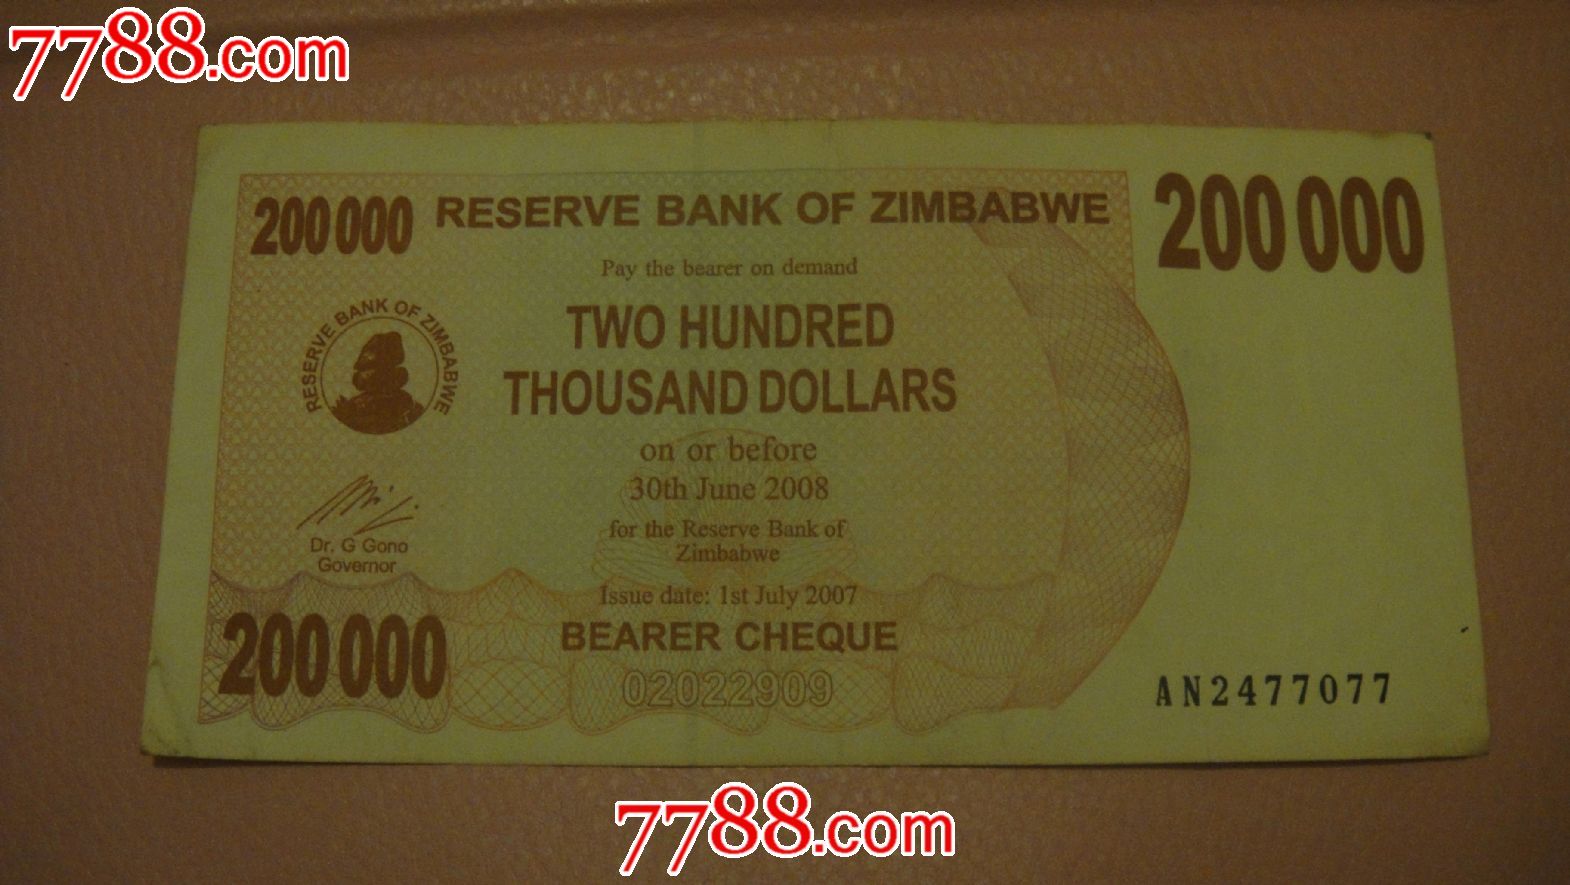 7788.com
200 000
RESERVE BANK OF ZIMBABWE
200 000
Pay the bearer on demand
TWO HUNDRED
THOUSAND DOLLARS
RESERVE BANK OF ZIMBABWE
on or before
30th June 2008
for the Reserve Bank of
Zimbabwe
Dr. G Gono
Governor
Issue date: 1st July 2007
200 000
BEARER CHEQUE
02022909
AN2477077
7788.com